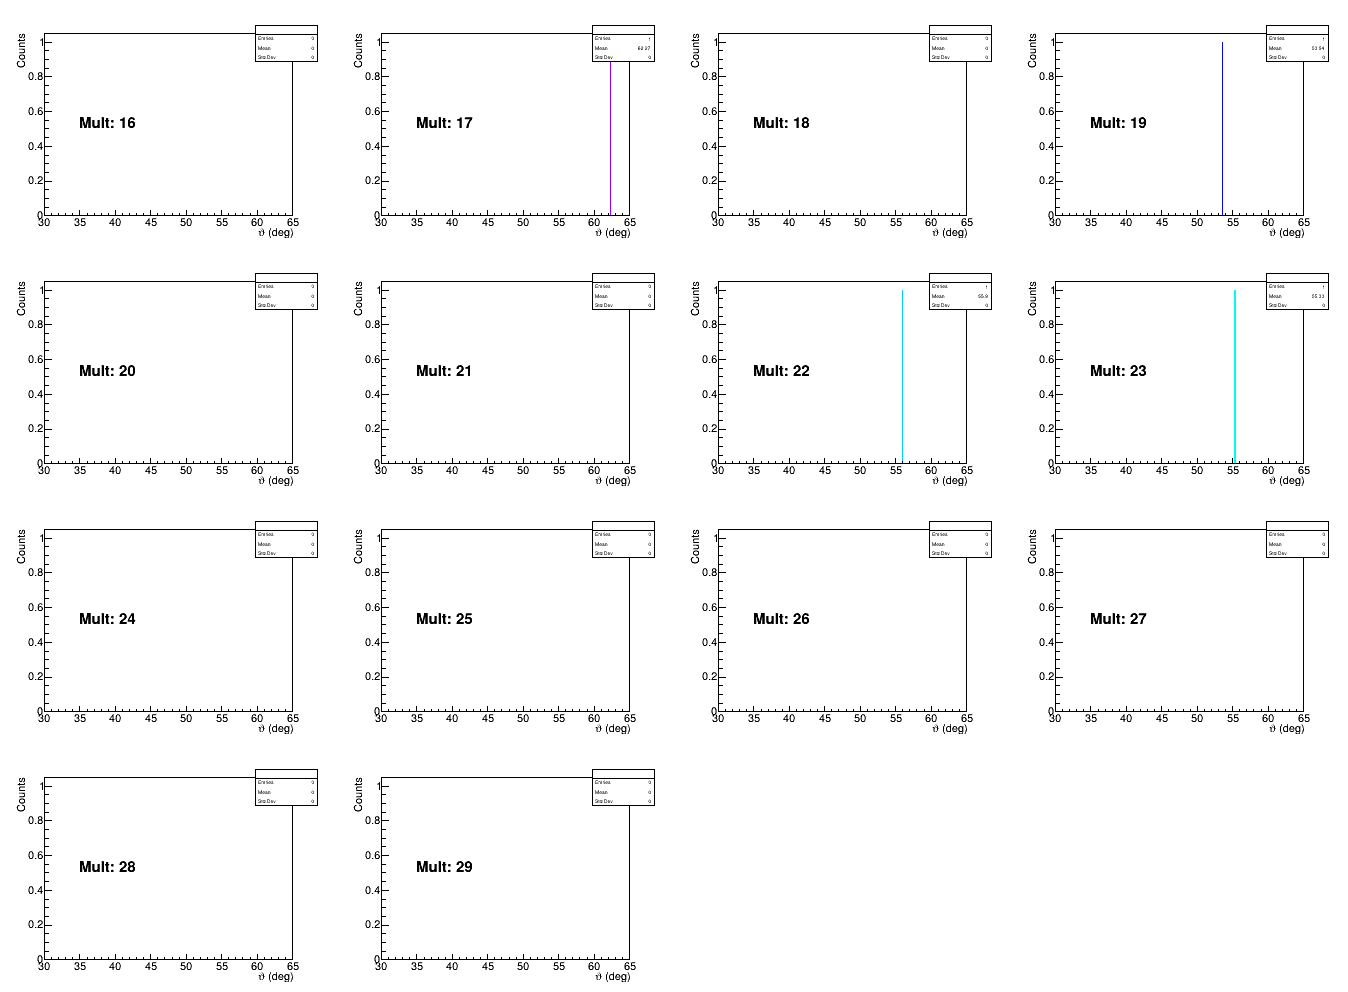 Counts
Entries 0
Mean 0
Std Dev 0
1
0.8
0.6
0.4
0.2
0
Mult: 16
30 35 40 45 50 55 60 65
ϑ (deg)
Counts
Entries 1
Mean 62.27
Std Dev 0
1
0.8
0.6
0.4
0.2
0
Mult: 17
30 35 40 45 50 55 60 65
ϑ (deg)
Counts
Entries 0
Mean 0
Std Dev 0
1
0.8
0.6
0.4
0.2
0
Mult: 18
30 35 40 45 50 55 60 65
ϑ (deg)
Counts
Entries 1
Mean 53.54
Std Dev 0
1
0.8
0.6
0.4
0.2
0
Mult: 19
30 35 40 45 50 55 60 65
ϑ (deg)
Counts
Entries 0
Mean 0
Std Dev 0
1
0.8
0.6
0.4
0.2
0
Mult: 20
30 35 40 45 50 55 60 65
ϑ (deg)
Counts
Entries 0
Mean 0
Std Dev 0
1
0.8
0.6
0.4
0.2
0
Mult: 21
30 35 40 45 50 55 60 65
ϑ (deg)
Counts
Entries 1
Mean 55.9
Std Dev 0
1
0.8
0.6
0.4
0.2
0
Mult: 22
30 35 40 45 50 55 60 65
ϑ (deg)
Counts
Entries 1
Mean 55.33
Std Dev 0
1
0.8
0.6
0.4
0.2
0
Mult: 23
30 35 40 45 50 55 60 65
ϑ (deg)
Counts
Entries 0
Mean 0
Std Dev 0
1
0.8
0.6
0.4
0.2
0
Mult: 24
30 35 40 45 50 55 60 65
ϑ (deg)
Counts
Entries 0
Mean 0
Std Dev 0
1
0.8
0.6
0.4
0.2
0
Mult: 25
30 35 40 45 50 55 60 65
ϑ (deg)
Counts
Entries 0
Mean 0
Std Dev 0
1
0.8
0.6
0.4
0.2
0
Mult: 26
30 35 40 45 50 55 60 65
ϑ (deg)
Counts
Entries 0
Mean 0
Std Dev 0
1
0.8
0.6
0.4
0.2
0
Mult: 27
30 35 40 45 50 55 60 65
ϑ (deg)
Counts
Entries 0
Mean 0
Std Dev 0
1
0.8
0.6
0.4
0.2
0
Mult: 28
30 35 40 45 50 55 60 65
ϑ (deg)
Counts
Entries 0
Mean 0
Std Dev 0
1
0.8
0.6
0.4
0.2
0
Mult: 29
30 35 40 45 50 55 60 65
ϑ (deg)